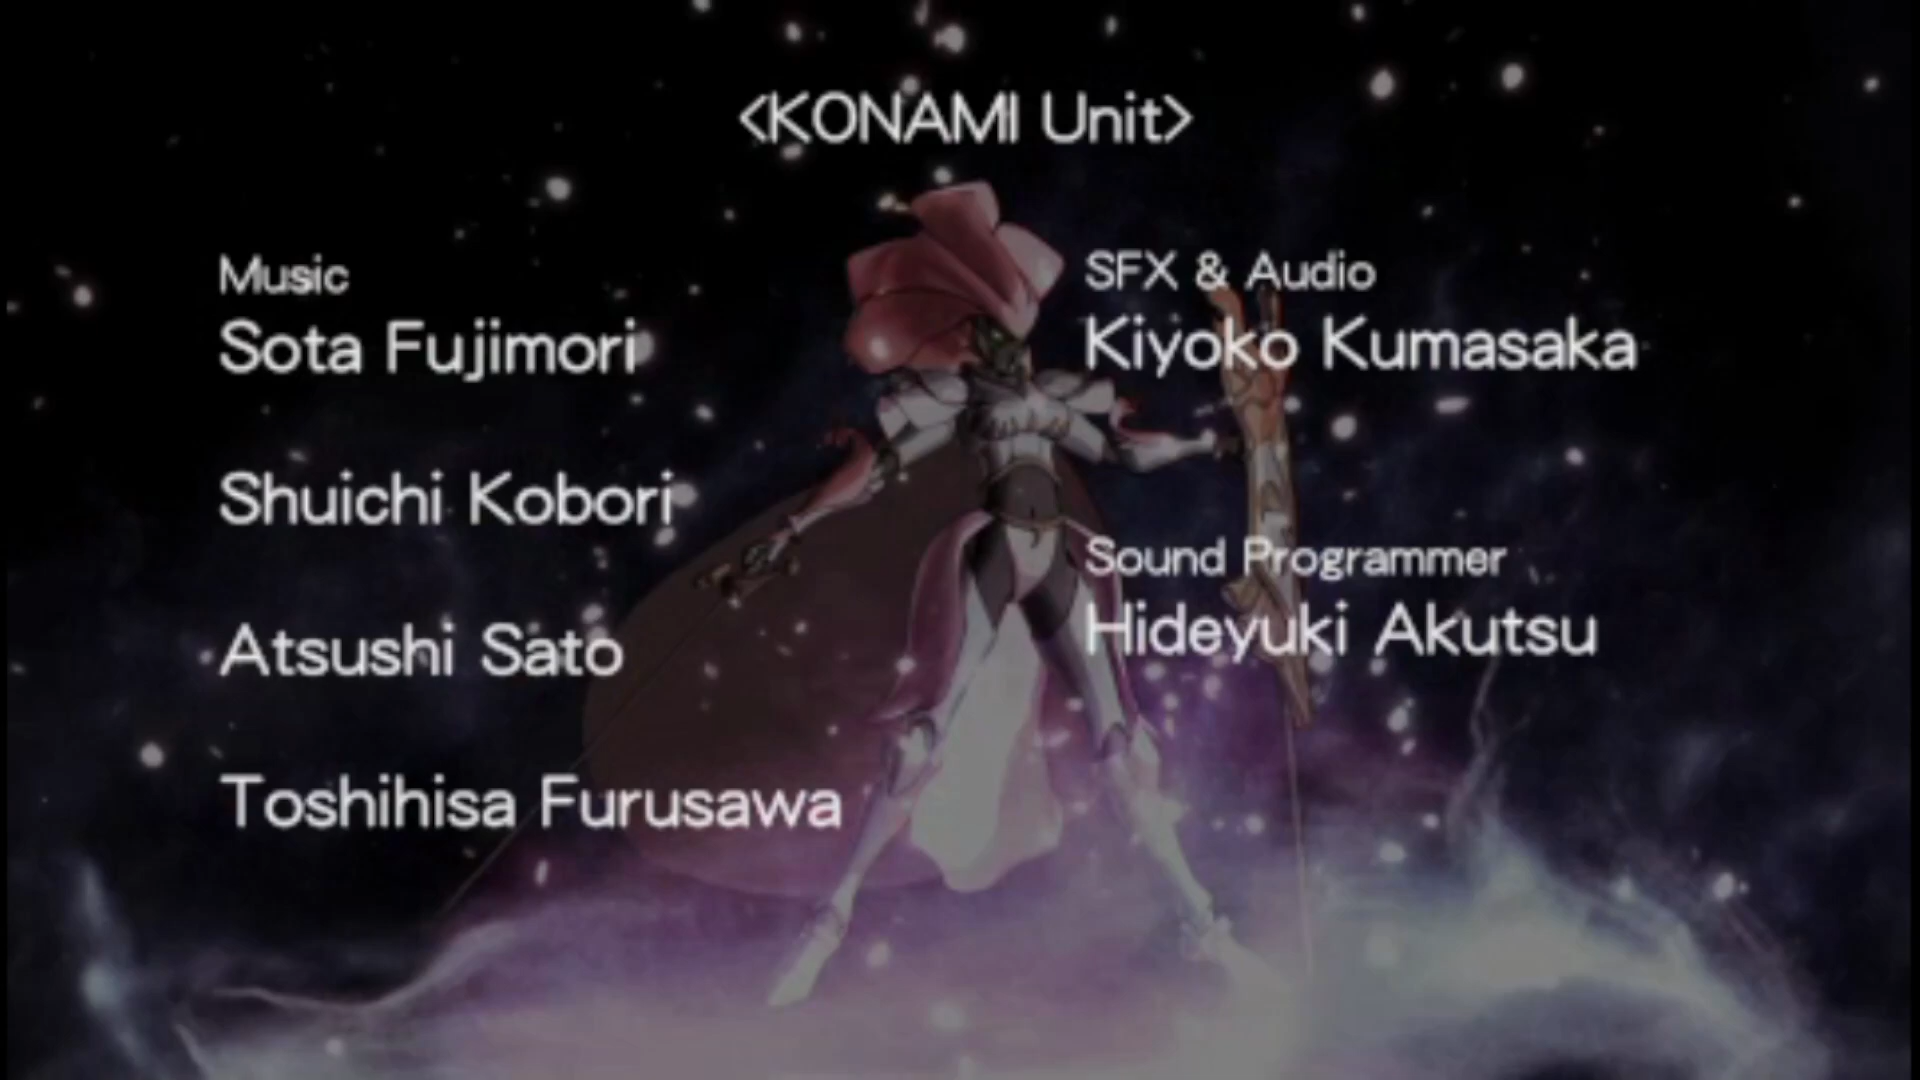 <KONAMI Unit>
Music
Sota Fujimori
Shuichi Kobori
Atsushi Sato
Toshihisa Furusawa
SFX & Audio
Kiyoko Kumasaka
Sound Programmer
Hideyuki Akutsu